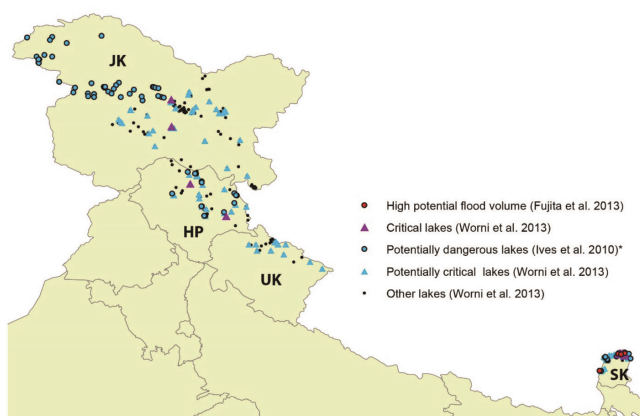 JK
HP
UK
High potential flood volume (Fujita et al. 2013)
Critical lakes (Worni et al. 2013)
Potentially dangerous lakes (Ives et al. 2010)*
Potentially critical lakes (Worni et al. 2013)
Other lakes (Worni et al. 2013)
SK